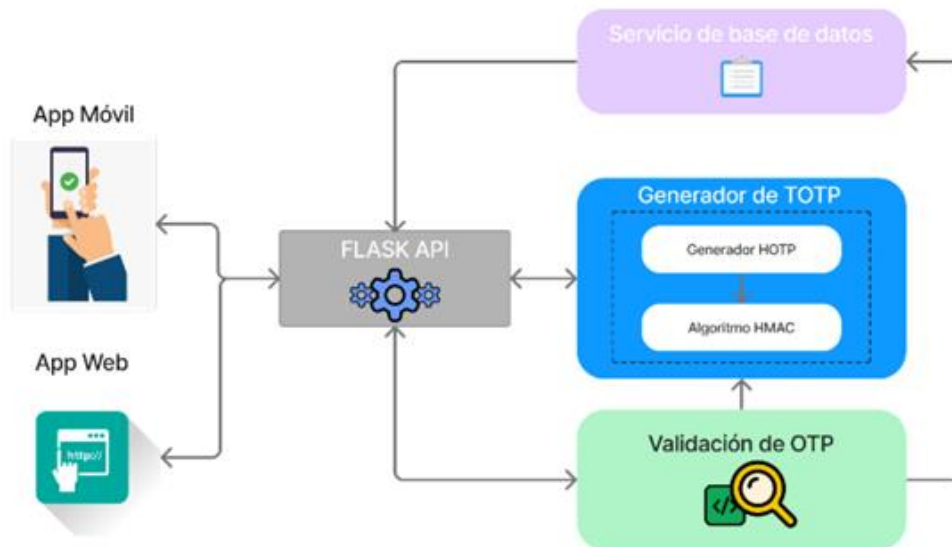 Servicio de base de datos
App Móvil
Generador de TOTP
Generador HOTP
FLASK API
Algoritmo HMAC
App Web
http://
Validación de OTP
</>